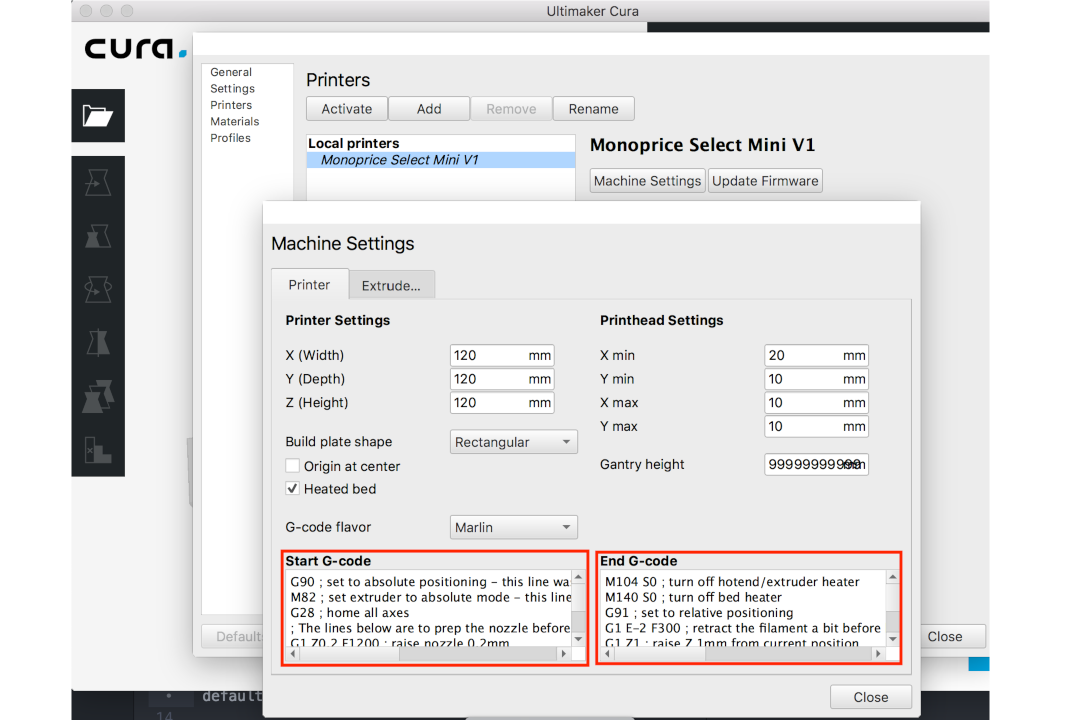 Ultimaker Cura
cura.
General
Settings
Printers
Materials
Profiles
Printers
Activate Add Remove Rename
Local printers
Monoprice Select Mini V1
Monoprice Select Mini V1
Machine Settings Update Firmware
Machine Settings
Printer Extrude...
Printer Settings
X (Width) 120 mm
Y (Depth) 120 mm
Z (Height) 120 mm
Build plate shape Rectangular
Origin at center
Heated bed
G-code flavor Marlin
Printhead Settings
X min 20 mm
Y min 10 mm
X max 10 mm
Y max 10 mm
Gantry height 99999999999 mm
Start G-code
G90 ; set to absolute positioning – this line wa
M82 ; set extruder to absolute mode – this line
G28 ; home all axes
; The lines below are to prep the nozzle before
G1 Z0.2 F1200 ; raise nozzle 0.2mm
End G-code
M104 S0 ; turn off hotend/extruder heater
M140 S0 ; turn off bed heater
G91 ; set to relative positioning
G1 E-2 F300 ; retract the filament a bit before
G1 Z1 ; raise Z 1mm from current position
Default
Close
Close
default
14